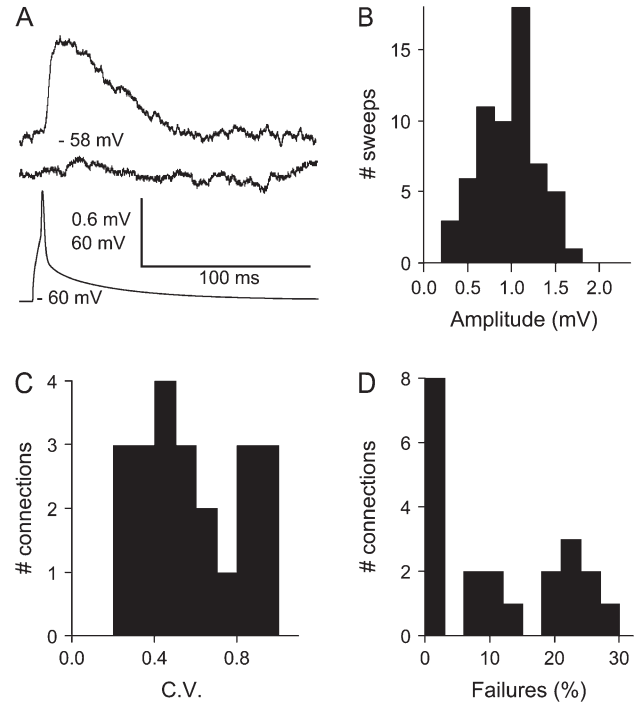 A
- 58 mV
0.6 mV
60 mV
100 ms
- 60 mV
B
# sweeps
15
10
5
0
0.0 0.5 1.0 1.5 2.0
Amplitude (mV)
C
# connections
4
3
2
1
0
0.0 0.4 0.8
C.V.
D
# connections
8
6
4
2
0
0 10 20 30
Failures (%)